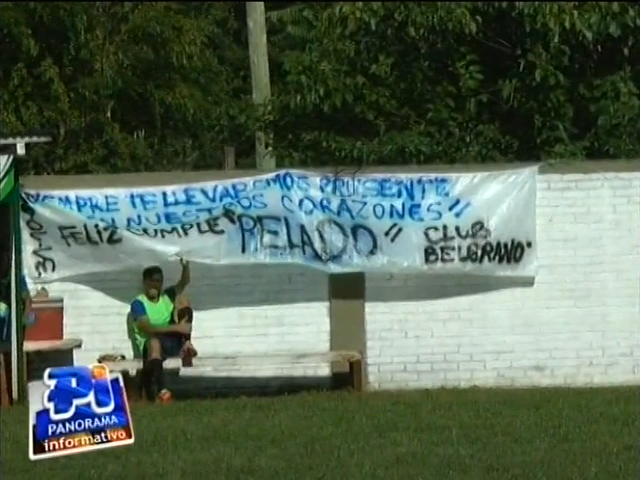 SIEMPRE TE LLEVAREMOS PRESENTE
EN NUESTROS CORAZONES"
FELIZ CUMPLE "PELADO"
CLUB
BELGRANO
Pi
PANORAMA
informativo